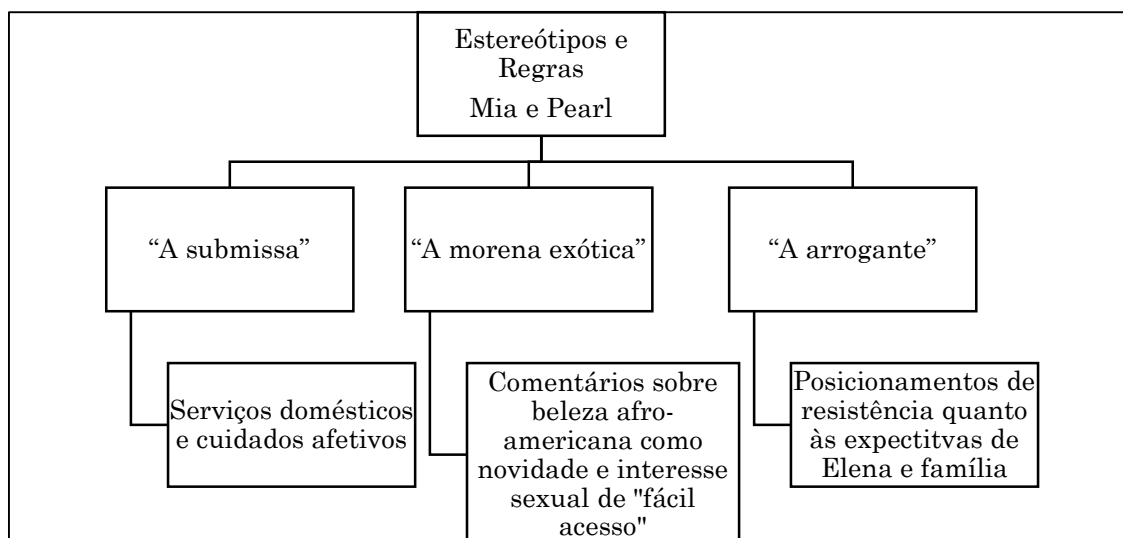 Estereótipos e
Regras
Mia e Pearl
“A submissa”
“A morena exótica”
“A arrogante”
Serviços domésticos
e cuidados afetivos
Comentários sobre
beleza afro-
americana como
novidade e interesse
sexual de "fácil
acesso"
Posicionamentos de
resistência quanto
às expectitvas de
Elena e família